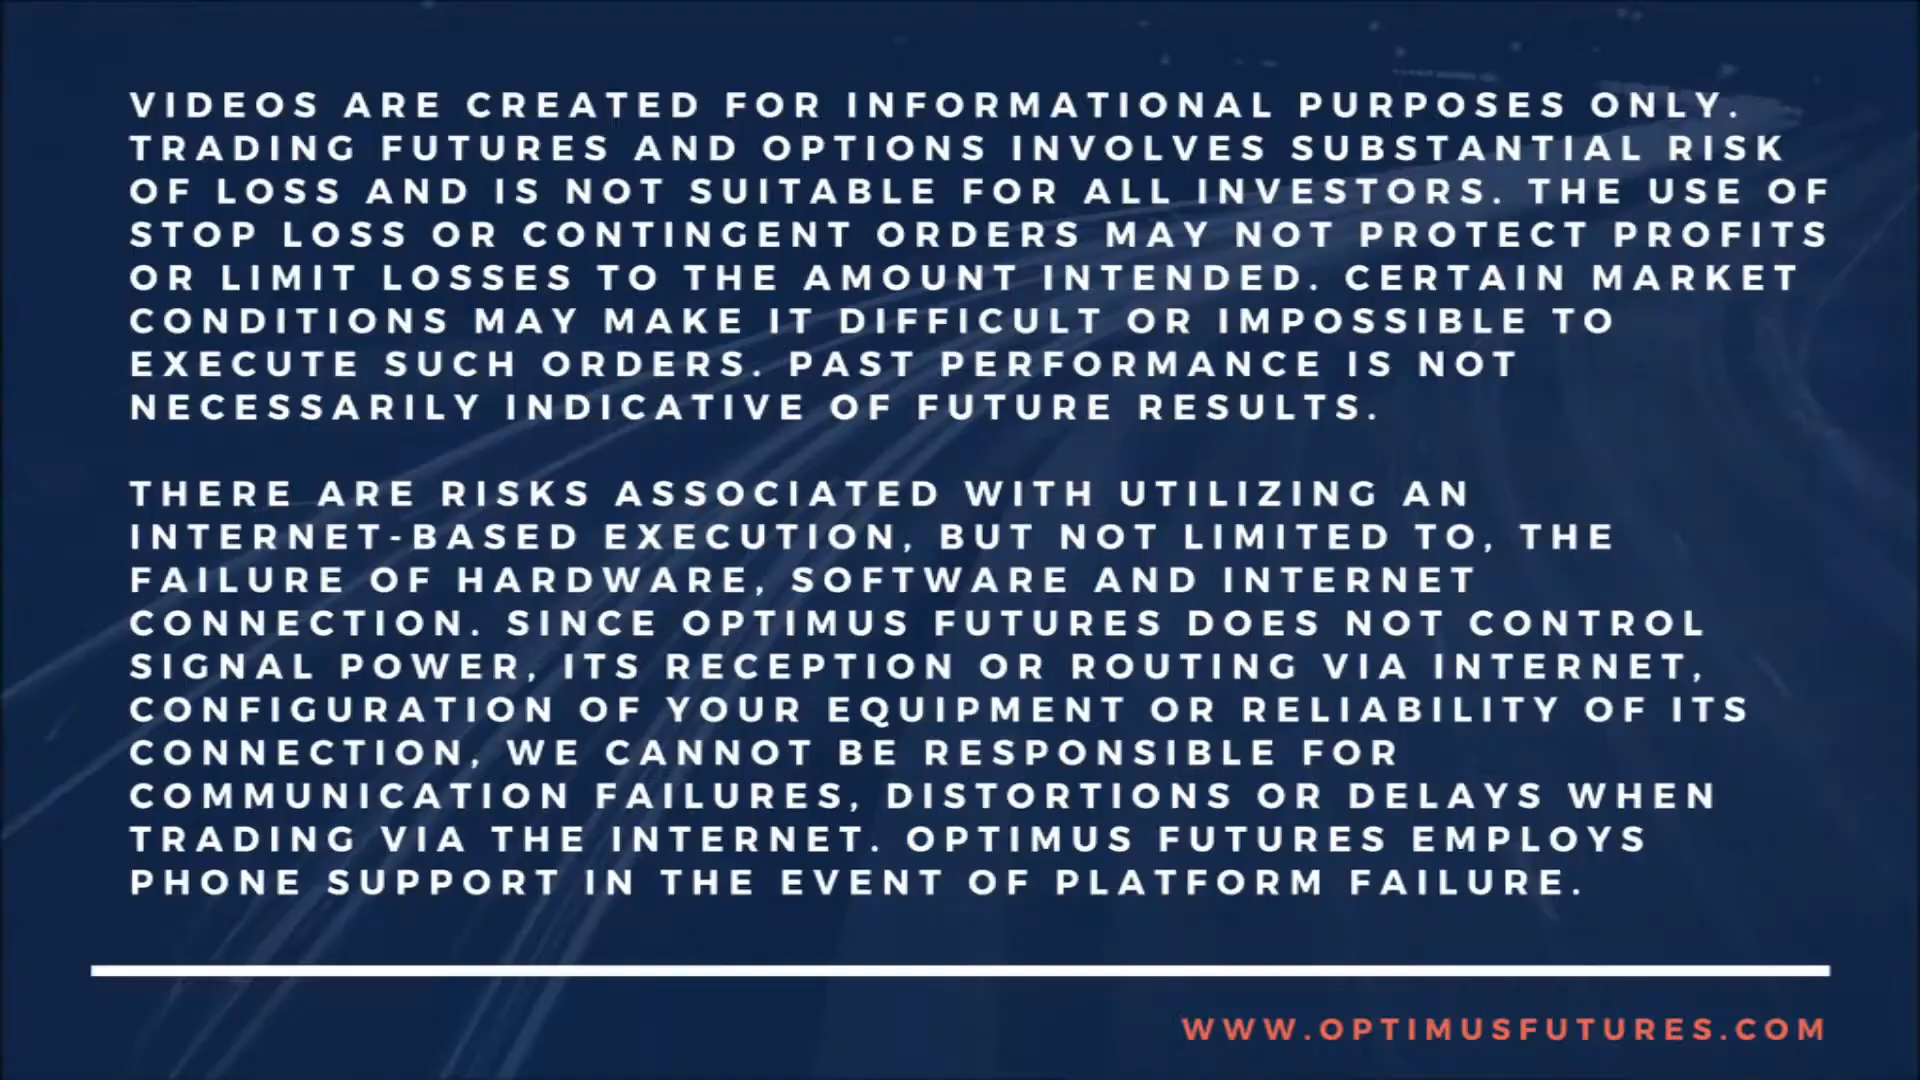 VIDEOS ARE CREATED FOR INFORMATIONAL PURPOSES ONLY.
TRADING FUTURES AND OPTIONS INVOLVES SUBSTANTIAL RISK
OF LOSS AND IS NOT SUITABLE FOR ALL INVESTORS. THE USE OF
STOP LOSS OR CONTINGENT ORDERS MAY NOT PROTECT PROFITS
OR LIMIT LOSSES TO THE AMOUNT INTENDED. CERTAIN MARKET
CONDITIONS MAY MAKE IT DIFFICULT OR IMPOSSIBLE TO
EXECUTE SUCH ORDERS. PAST PERFORMANCE IS NOT
NECESSARILY INDICATIVE OF FUTURE RESULTS.
THERE ARE RISKS ASSOCIATED WITH UTILIZING AN
INTERNET-BASED EXECUTION, BUT NOT LIMITED TO, THE
FAILURE OF HARDWARE, SOFTWARE AND INTERNET
CONNECTION. SINCE OPTIMUS FUTURES DOES NOT CONTROL
SIGNAL POWER, ITS RECEPTION OR ROUTING VIA INTERNET,
CONFIGURATION OF YOUR EQUIPMENT OR RELIABILITY OF ITS
CONNECTION, WE CANNOT BE RESPONSIBLE FOR
COMMUNICATION FAILURES, DISTORTIONS OR DELAYS WHEN
TRADING VIA THE INTERNET. OPTIMUS FUTURES EMPLOYS
PHONE SUPPORT IN THE EVENT OF PLATFORM FAILURE.
WWW.OPTIMUSFUTURES.COM